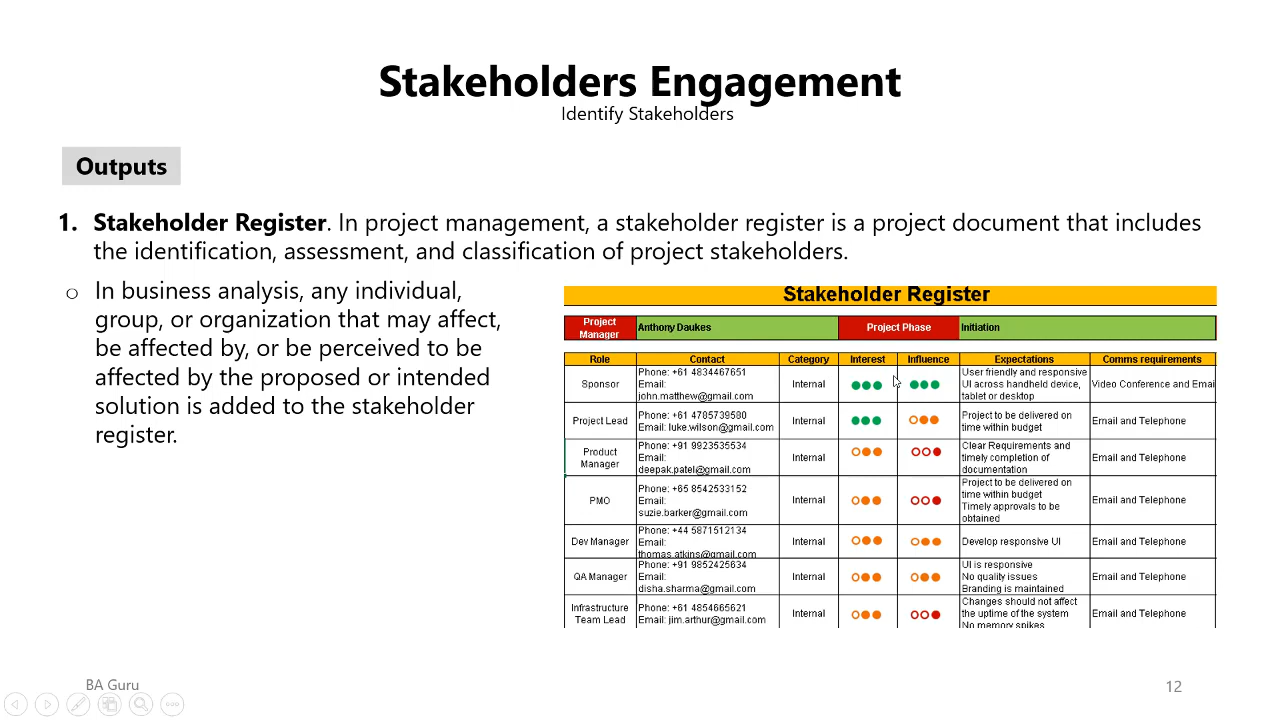 Stakeholders Engagement
Identify Stakeholders
Outputs
1. Stakeholder Register. In project management, a stakeholder register is a project document that includes
the identification, assessment, and classification of project stakeholders.
o In business analysis, any individual,
group, or organization that may affect,
be affected by, or be perceived to be
affected by the proposed or intended
solution is added to the stakeholder
register.
Stakeholder Register
Project
Manager
Anthony Daukes
Project Phase
Initiation
Role Contact Category Interest Influence Expectations Comms requirements
Sponsor
Phone: +61 4834467651
Email:
john.matthew@gmail.com
Internal
User friendly and responsive
UI across handheld device,
tablet or desktop
Video Conference and Emai
Project Lead
Phone: +61 4785739580
Email: luke.wilson@gmail.com
Internal
Project to be delivered on
time within budget
Email and Telephone
Product
Manager
Phone: +91 9923535534
Email:
deepak.patel@gmail.com
Internal
Clear Requirements and
timely completion of
documentation
Email and Telephone
PMO
Phone: +65 8542533152
Email:
suzie.barker@gmail.com
Internal
Project to be delivered on
time within budget
Timely approvals to be
obtained
Email and Telephone
Dev Manager
Phone: +44 5871512134
Email:
thomas.atkins@gmail.com
Internal
Develop responsive UI
Email and Telephone
QA Manager
Phone: +91 9852425634
Email:
disha.sharma@gmail.com
Internal
UI is responsive
No quality issues
Branding is maintained
Email and Telephone
Infrastructure
Team Lead
Phone: +61 4854665621
Email: jim.arthur@gmail.com
Internal
Changes should not affect
the uptime of the system
No memory spikes
Email and Telephone
BA Guru
12